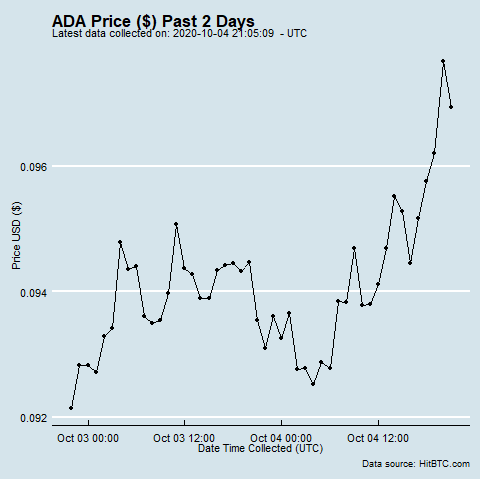 ADA Price ($) Past 2 Days
Latest data collected on: 2020-10-04 21:05:09 - UTC
Price USD ($)
0.096
0.094
0.092
Oct 03 00:00 Oct 03 12:00 Oct 04 00:00 Oct 04 12:00
Date Time Collected (UTC)
Data source: HitBTC.com